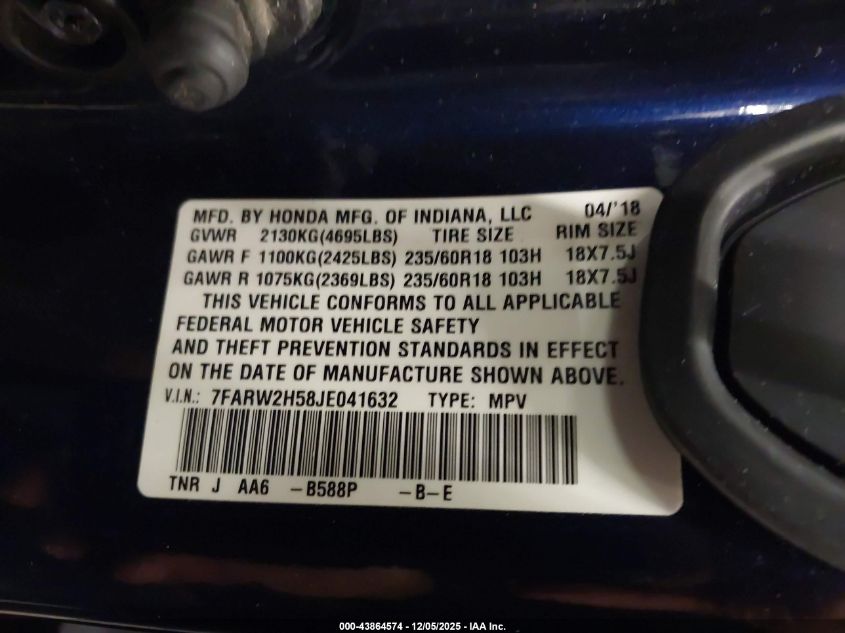 MFD. BY HONDA MFG. OF INDIANA, LLC 04/'18
GVWR 2130KG(4695LBS) TIRE SIZE RIM SIZE
GAWR F 1100KG(2425LBS) 235/60R18 103H 18X7.5J
GAWR R 1075KG(2369LBS) 235/60R18 103H 18X7.5J
THIS VEHICLE CONFORMS TO ALL APPLICABLE
FEDERAL MOTOR VEHICLE SAFETY
AND THEFT PREVENTION STANDARDS IN EFFECT
ON THE DATE OF MANUFACTURE SHOWN ABOVE.
V.I.N.: 7FARW2H58JE041632 TYPE: MPV
TNR J AA6 -B588P -B-E
000-43864574 - 12/05/2025 - IAA Inc.